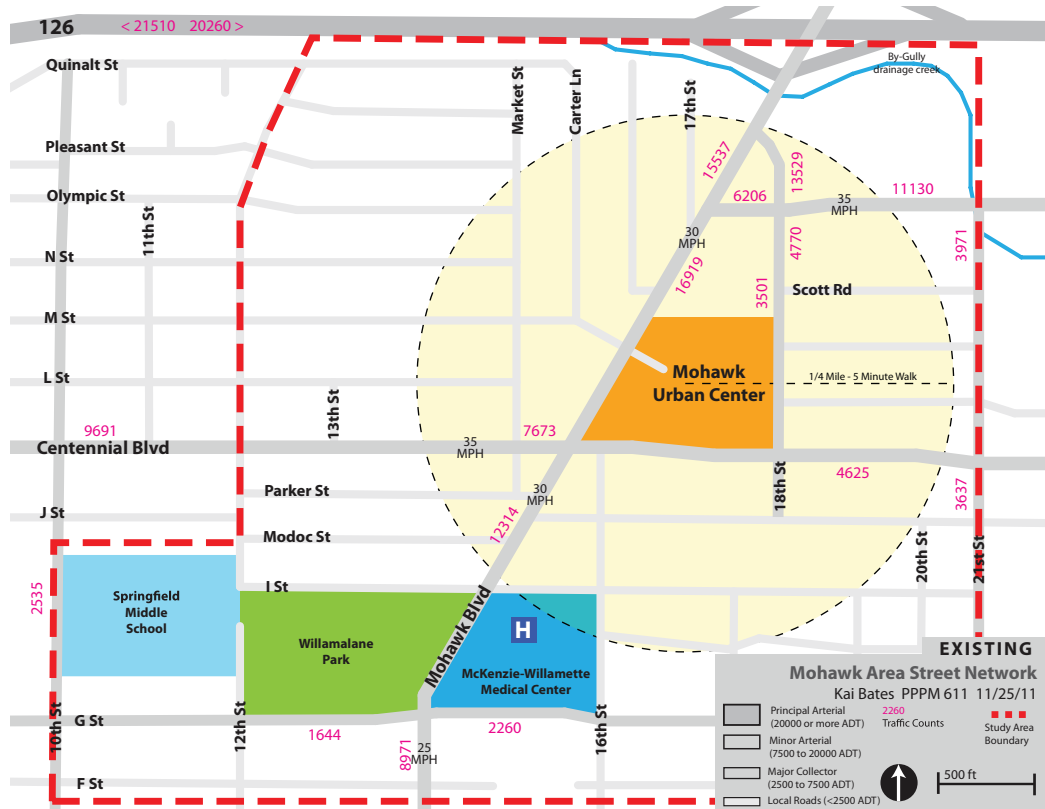 126
< 21510 20260 >
Quinalt St
By-Gully
drainage creek
Market St
Carter Ln
17th St
Pleasant St
15537
13529
Olympic St
6206
11130
35
MPH
11th St
30
MPH
4770
3971
N St
16919
3501
Scott Rd
M St
L St
Mohawk
Urban Center
1/4 Mile - 5 Minute Walk
13th St
9691
7673
Centennial Blvd
35
MPH
4625
18th St
Parker St
30
MPH
3637
J St
12314
Modoc St
20th St
21st St
2535
I St
Springfield
Middle
School
Willamalane
Park
Mohawk Blvd
H
McKenzie-Willamette
Medical Center
10th St
G St
12th St
1644
2260
16th St
8971
25
MPH
F St
EXISTING
Mohawk Area Street Network
Kai Bates PPPM 611 11/25/11
Principal Arterial
(20000 or more ADT)
2260
Traffic Counts
Study Area
Boundary
Minor Arterial
(7500 to 20000 ADT)
Major Collector
(2500 to 7500 ADT)
500 ft
Local Roads (<2500 ADT)